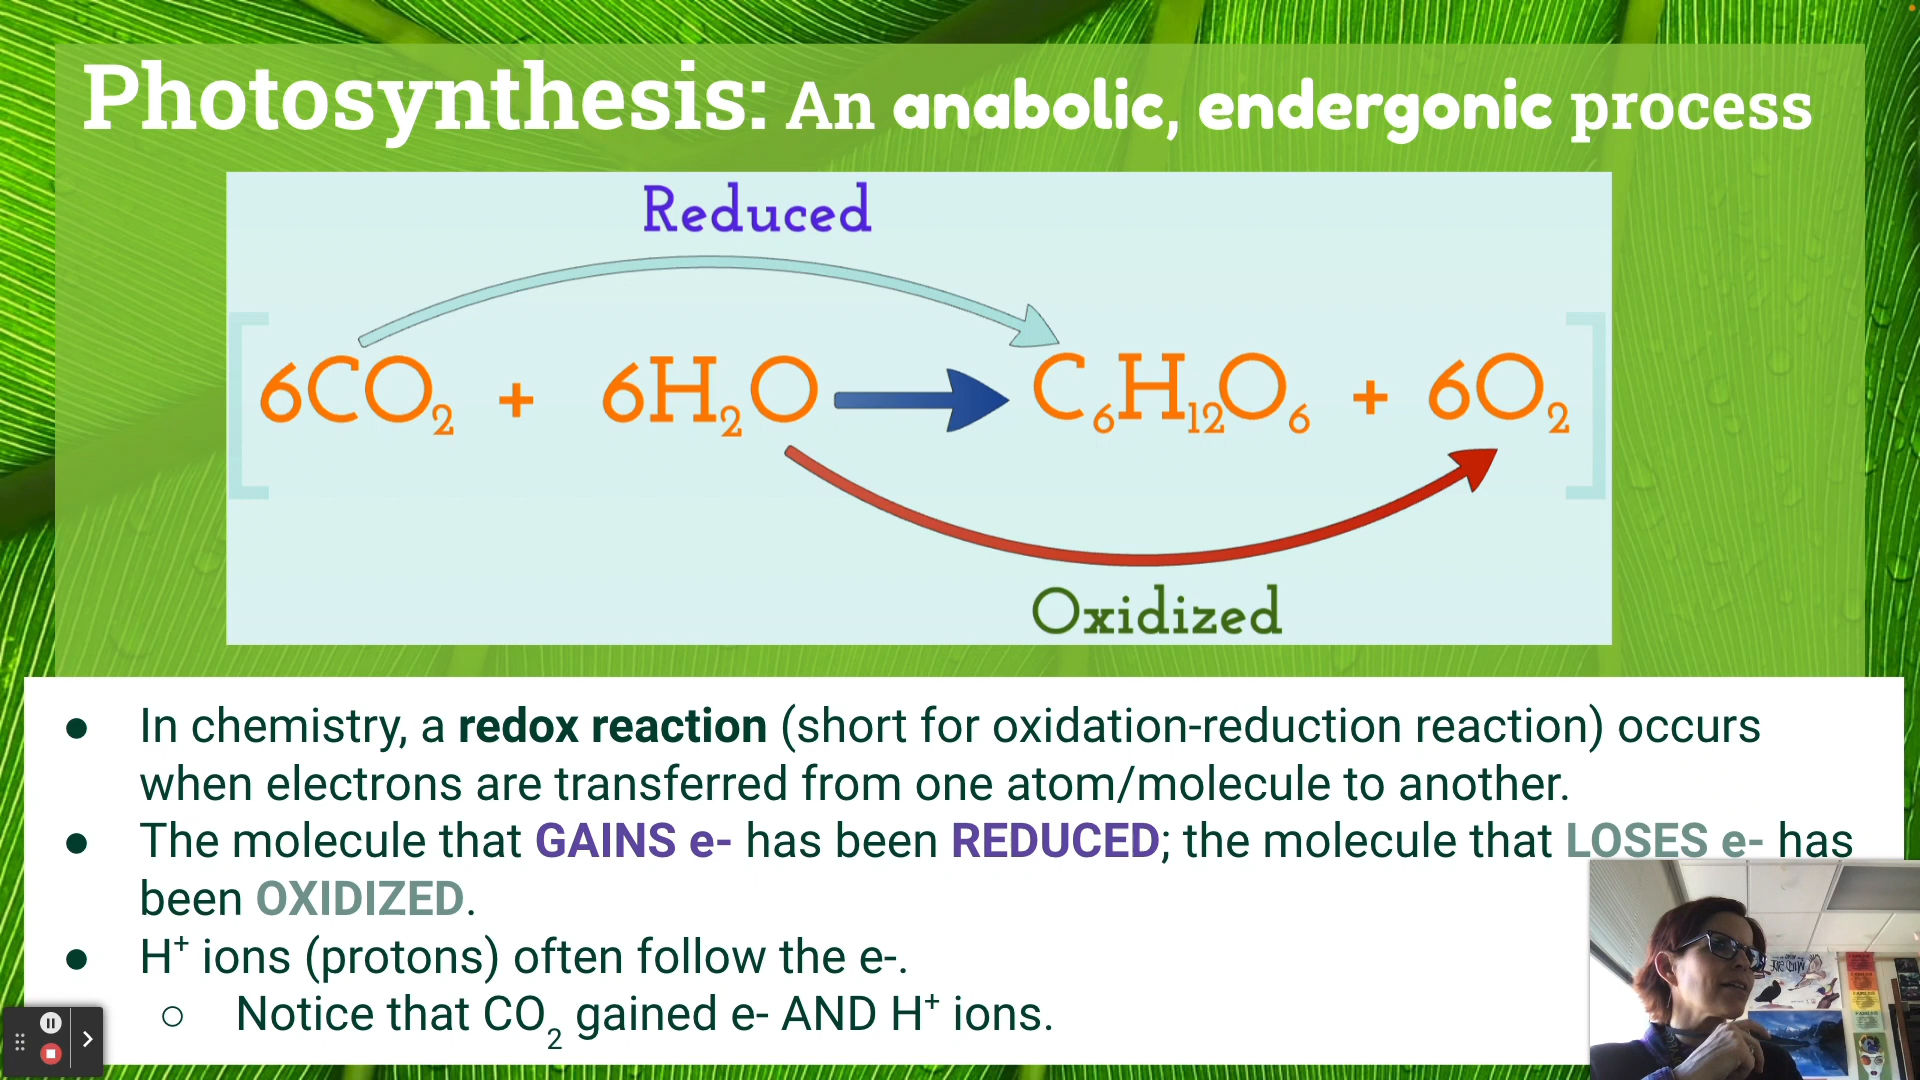 Photosynthesis: An anabolic, endergonic process
Reduced
6CO₂ + 6H₂O → C₆H₁₂O₆ + 6O₂
Oxidized
● In chemistry, a redox reaction (short for oxidation-reduction reaction) occurs
when electrons are transferred from one atom/molecule to another.
● The molecule that GAINS e- has been REDUCED; the molecule that LOSES e- has
been OXIDIZED.
● H⁺ ions (protons) often follow the e-.
○ Notice that CO₂ gained e- AND H⁺ ions.